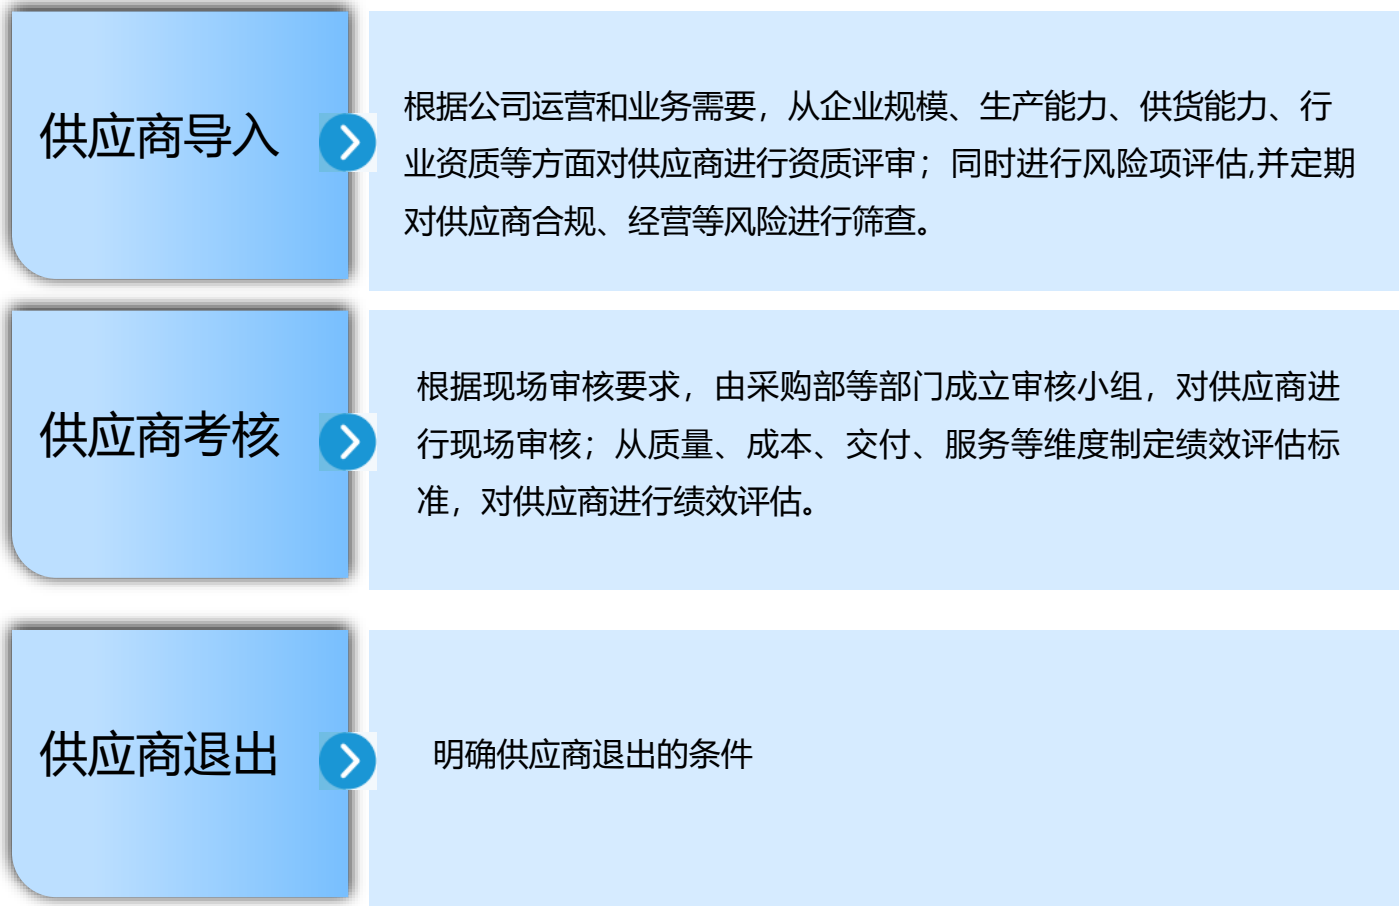 供应商导入
根据公司运营和业务需要，从企业规模、生产能力、供货能力、行
业资质等方面对供应商进行资质评审；同时进行风险项评估,并定期
对供应商合规、经营等风险进行筛查。
供应商考核
根据现场审核要求，由采购部等部门成立审核小组，对供应商进
行现场审核；从质量、成本、交付、服务等维度制定绩效评估标
准，对供应商进行绩效评估。
供应商退出
明确供应商退出的条件